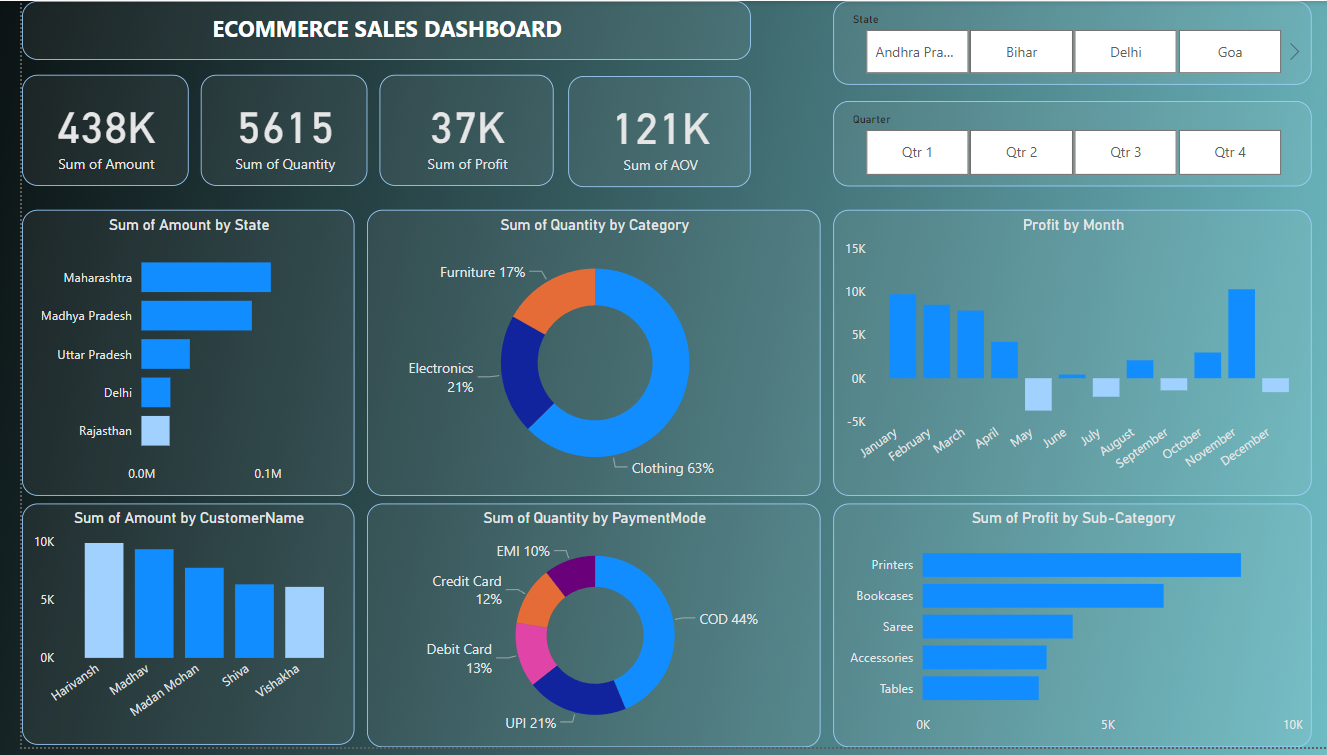 ECOMMERCE SALES DASHBOARD
State
Andhra Pra... Bihar Delhi Goa
438K
Sum of Amount
5615
Sum of Quantity
37K
Sum of Profit
121K
Sum of AOV
Quarter
Qtr 1 Qtr 2 Qtr 3 Qtr 4
Sum of Amount by State
Maharashtra
Madhya Pradesh
Uttar Pradesh
Delhi
Rajasthan
0.0M 0.1M
Sum of Quantity by Category
Furniture 17%
Electronics
21%
Clothing 63%
Profit by Month
15K
10K
5K
0K
-5K
January
February
March
April
May
June
July
August
September
October
November
December
Sum of Amount by CustomerName
10K
5K
0K
Harivansh
Madhav
Madan Mohan
Shiva
Vishakha
Sum of Quantity by PaymentMode
EMI 10%
Credit Card
12%
COD 44%
Debit Card
13%
UPI 21%
Sum of Profit by Sub-Category
Printers
Bookcases
Saree
Accessories
Tables
0K 5K 10K